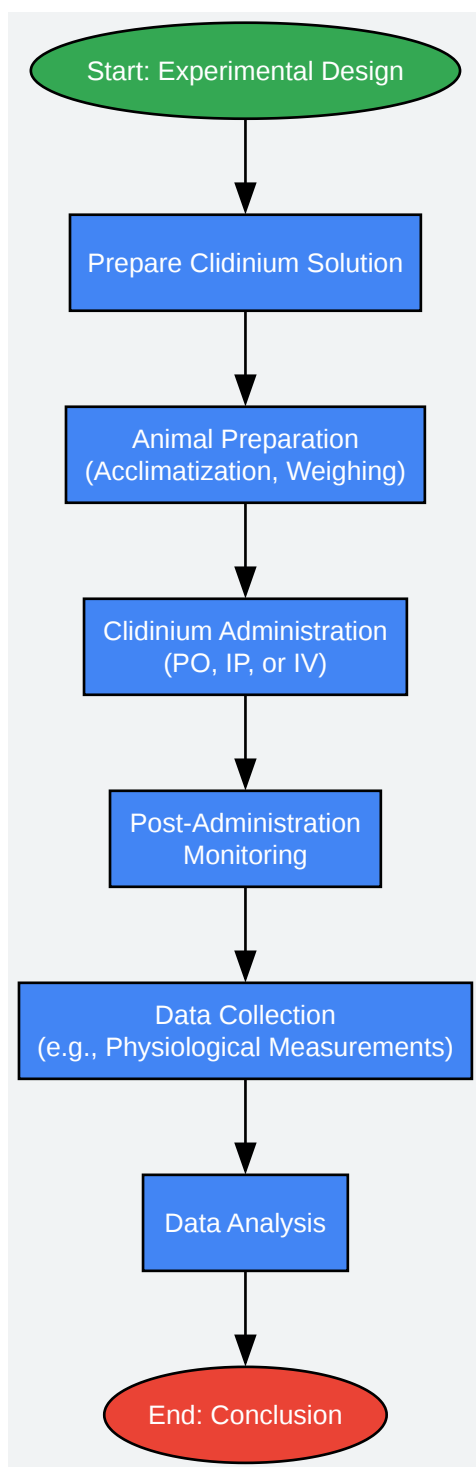 Start: Experimental Design
Prepare Clidinium Solution
Animal Preparation
(Acclimatization, Weighing)
Clidinium Administration
(PO, IP, or IV)
Post-Administration
Monitoring
Data Collection
(e.g., Physiological Measurements)
Data Analysis
End: Conclusion